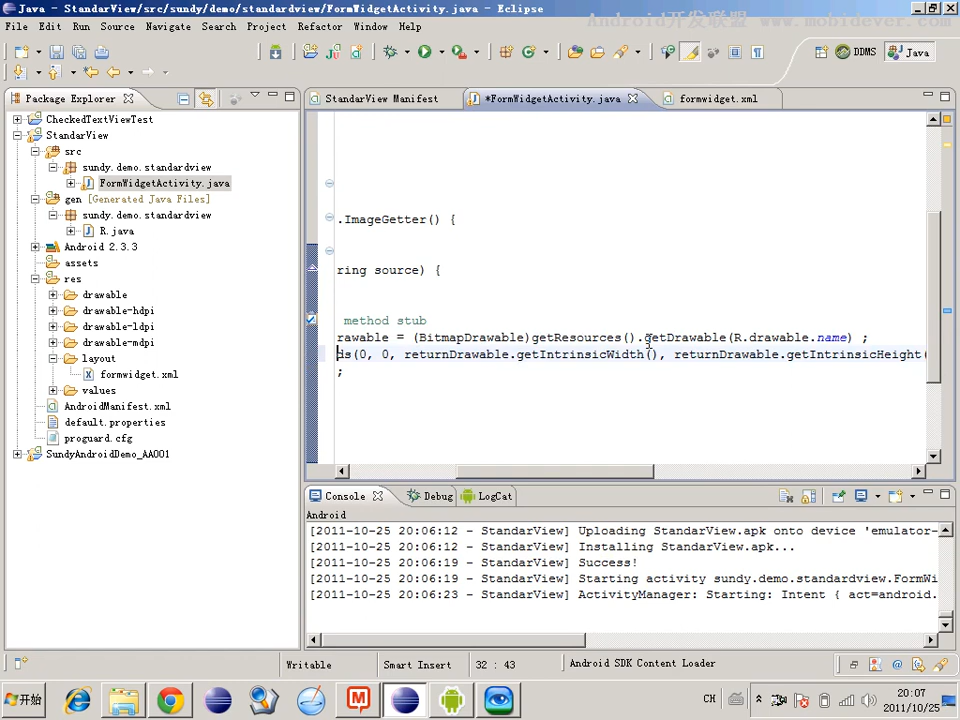 Java - StandarView/src/sundy/demo/standardview/FormWidgetActivity.java - Eclipse
Android开发联盟 www.mobidever.com
File Edit Run Source Navigate Search Project Refactor Window Help
DDMS Java
Package Explorer
StandarView Manifest *FormWidgetActivity.java formwidget.xml
CheckedTextViewTest
StandarView
src
sundy.demo.standardview
FormWidgetActivity.java
gen [Generated Java Files]
sundy.demo.standardview
R.java
Android 2.3.3
assets
res
drawable
drawable-hdpi
drawable-ldpi
drawable-mdpi
layout
formwidget.xml
values
AndroidManifest.xml
default.properties
proguard.cfg
SundyAndroidDemo_AA001
.ImageGetter() {
ring source) {
method stub
rawable = (BitmapDrawable)getResources().getDrawable(R.drawable.name) ;
ds(0, 0, returnDrawable.getIntrinsicWidth(), returnDrawable.getIntrinsicHeight(
;
Console Debug LogCat
Android
[2011-10-25 20:06:12 - StandarView] Uploading StandarView.apk onto device 'emulator-
[2011-10-25 20:06:12 - StandarView] Installing StandarView.apk...
[2011-10-25 20:06:19 - StandarView] Success!
[2011-10-25 20:06:19 - StandarView] Starting activity sundy.demo.standardview.FormWi
[2011-10-25 20:06:23 - StandarView] ActivityManager: Starting: Intent { act=android.
Writable Smart Insert 32 : 43 Android SDK Content Loader
开始 CH 20:07
2011/10/25